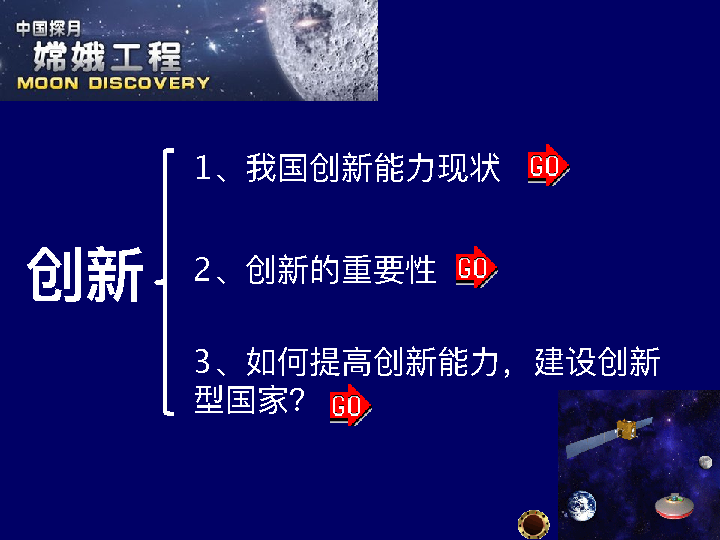 中国探月
嫦娥工程
MOON DISCOVERY
1、我国创新能力现状 GO
创新
2、创新的重要性 GO
3、如何提高创新能力，建设创新
型国家？ GO